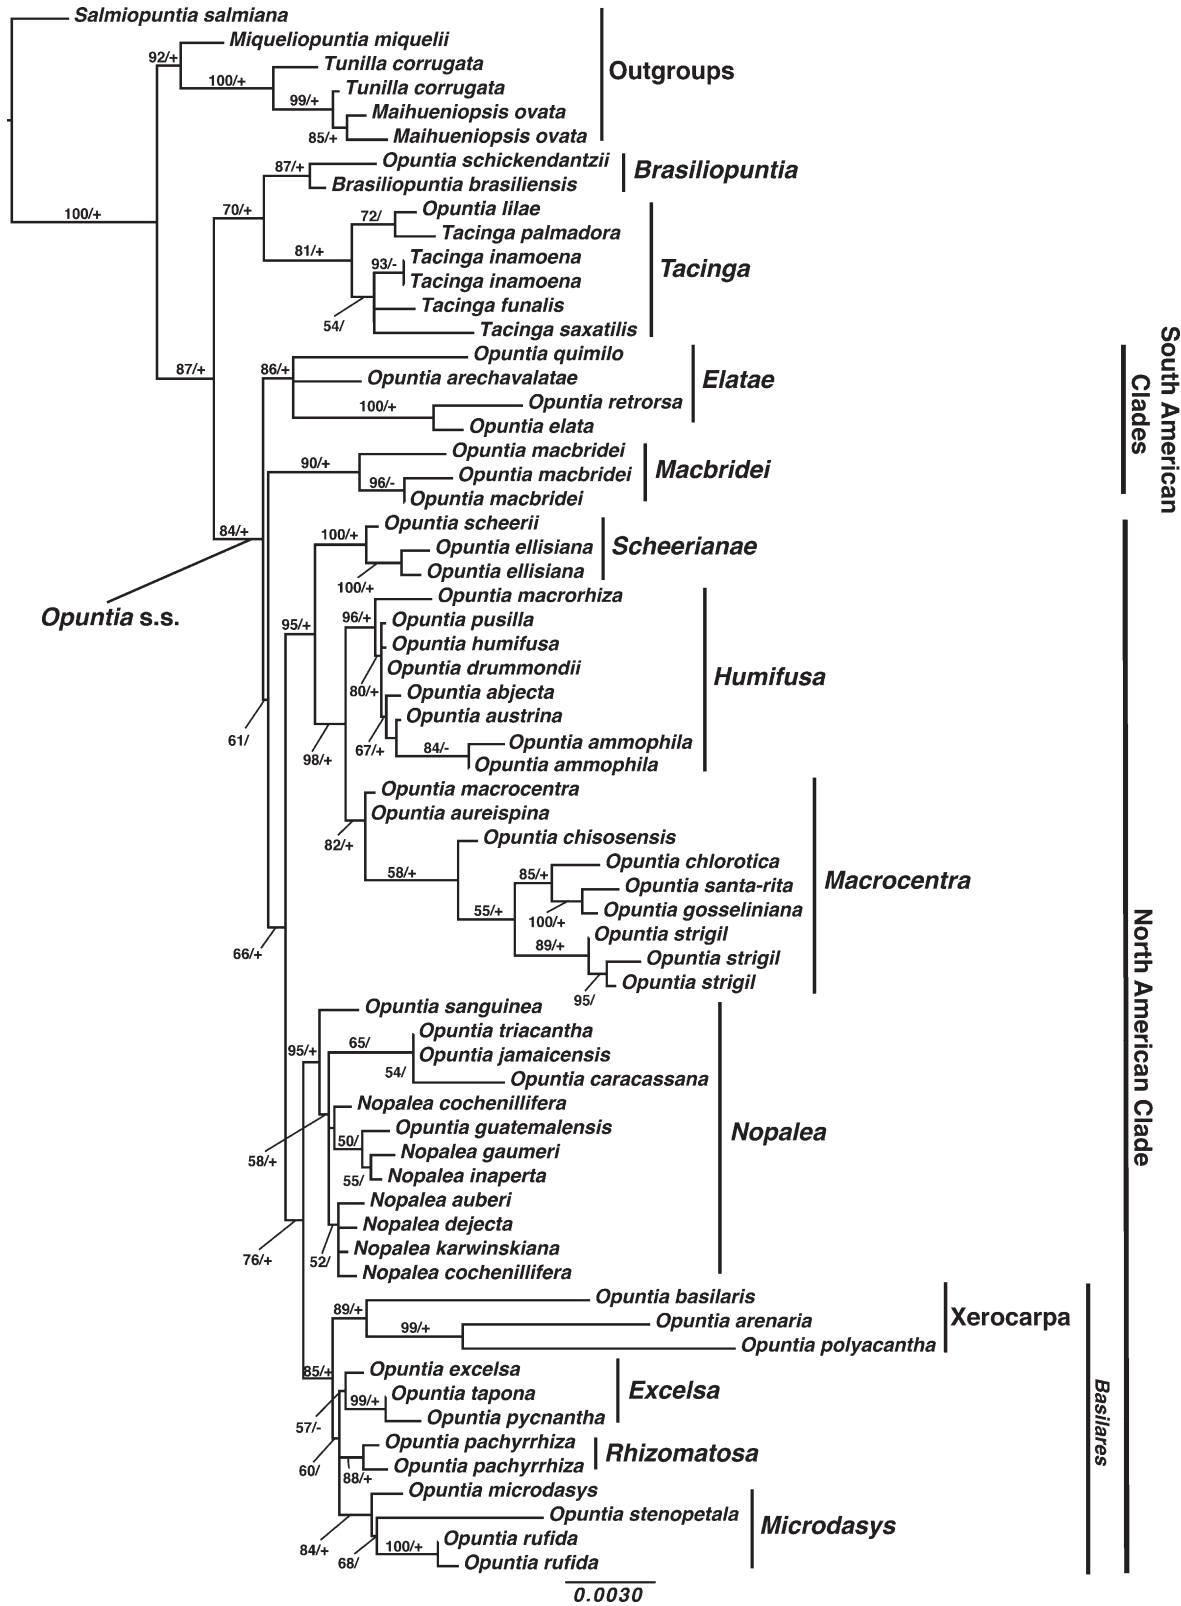 Salmiopuntia salmiana
Miqueliopuntia miquelii
92/+
Tunilla corrugata
100/+
Tunilla corrugata
99/+
Maihueniopsis ovata
85/+
Maihueniopsis ovata
Outgroups
Opuntia schickendantzii
87/+
Brasiliopuntia brasiliensis
Brasiliopuntia
100/+
70/+
Opuntia lilae
72/
Tacinga palmadora
81/+
Tacinga inamoena
93/-
Tacinga inamoena
Tacinga funalis
54/
Tacinga saxatilis
Tacinga
87/+
Opuntia quimilo
86/+
Opuntia arechavalatae
Opuntia retrorsa
100/+
Opuntia elata
Elatae
Opuntia macbridei
90/+
Opuntia macbridei
96/-
Opuntia macbridei
Macbridei
South American
Clades
84/+
Opuntia s.s.
Opuntia scheerii
100/+
Opuntia ellisiana
Opuntia ellisiana
100/+
Scheerianae
95/+
Opuntia macrorhiza
96/+
Opuntia pusilla
Opuntia humifusa
Opuntia drummondii
80/+
Opuntia abjecta
Opuntia austrina
67/+
Opuntia ammophila
84/-
Opuntia ammophila
Humifusa
61/
98/+
Opuntia macrocentra
Opuntia aureispina
82/+
Opuntia chisosensis
58/+
Opuntia chlorotica
85/+
Opuntia santa-rita
Opuntia gosseliniana
100/+
55/+
Opuntia strigil
89/+
Opuntia strigil
Opuntia strigil
95/
Macrocentra
66/+
North American Clade
Opuntia sanguinea
95/+
Opuntia triacantha
65/
Opuntia jamaicensis
54/
Opuntia caracassana
Nopalea cochenillifera
Opuntia guatemalensis
50/
Nopalea gaumeri
58/+
Nopalea inaperta
55/
Nopalea auberi
Nopalea dejecta
Nopalea karwinskiana
52/
Nopalea cochenillifera
Nopalea
76/+
Opuntia basilaris
89/+
Opuntia arenaria
99/+
Opuntia polyacantha
Xerocarpa
85/+
Opuntia excelsa
Opuntia tapona
99/+
Opuntia pycnantha
57/-
Excelsa
Opuntia pachyrrhiza
Opuntia pachyrrhiza
60/
88/+
Rhizomatosa
Opuntia microdasys
Opuntia stenopetala
Opuntia rufida
100/+
84/+
68/
Opuntia rufida
Microdasys
Basilares
0.0030